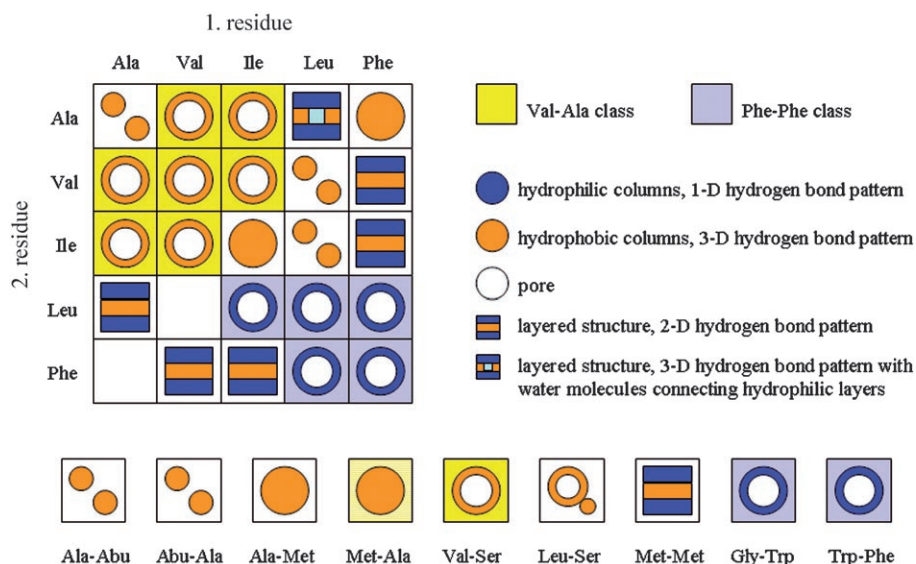 1. residue
Ala Val Ile Leu Phe
2. residue
Ala
Val
Ile
Leu
Phe
Val-Ala class
Phe-Phe class
hydrophilic columns, 1-D hydrogen bond pattern
hydrophobic columns, 3-D hydrogen bond pattern
pore
layered structure, 2-D hydrogen bond pattern
layered structure, 3-D hydrogen bond pattern with
water molecules connecting hydrophilic layers
Ala-Abu Abu-Ala Ala-Met Met-Ala Val-Ser Leu-Ser Met-Met Gly-Trp Trp-Phe